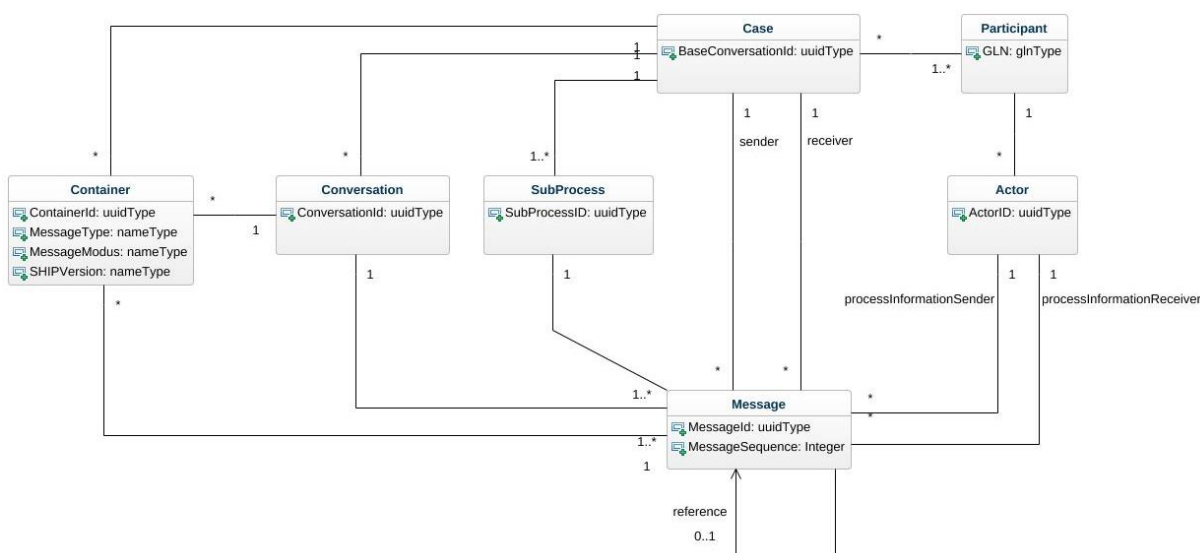 Case
BaseConversationId: uuidType
Participant
GLN: glnType
1
1
1
*
1..*
1
sender
1
receiver
1
*
*
1..*
*
Container
ContainerId: uuidType
MessageType: nameType
MessageModus: nameType
SHIPVersion: nameType
*
1
Conversation
ConversationId: uuidType
SubProcess
SubProcessID: uuidType
Actor
ActorID: uuidType
*
1
1
1
1
processInformationSender
processInformationReceiver
*
*
1..*
*
*
Message
MessageId: uuidType
MessageSequence: Integer
1..*
1
reference
0..1